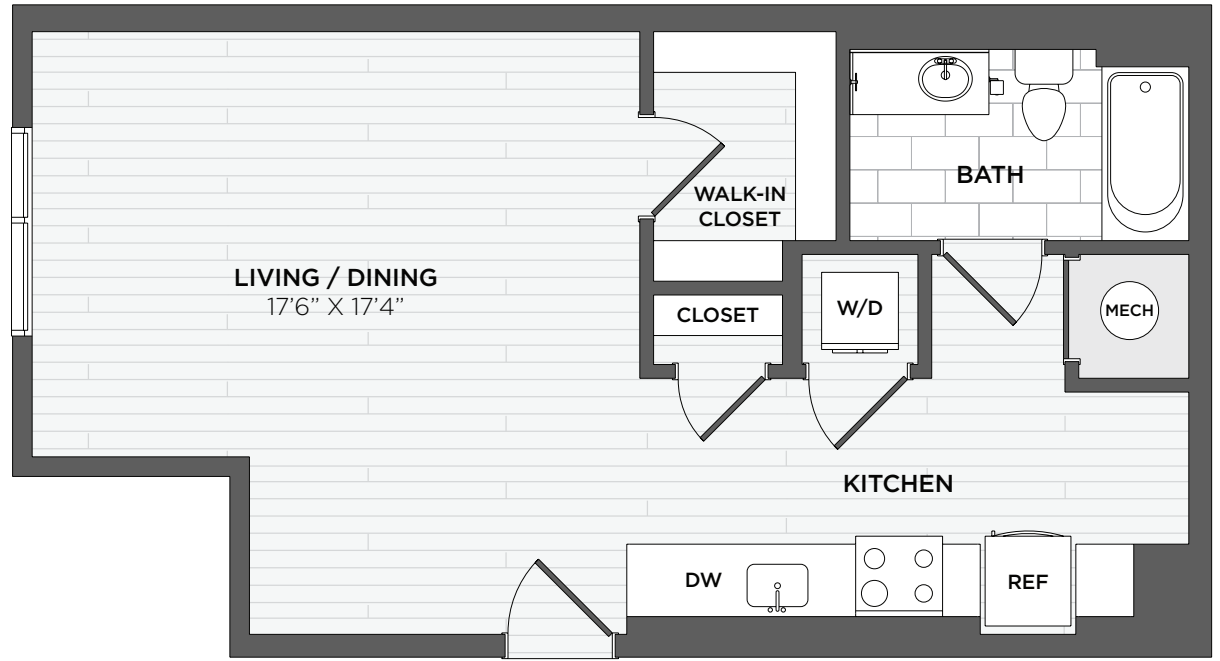 WALK-IN
CLOSET
BATH
LIVING / DINING
17’6” X 17’4”
CLOSET
W/D
MECH
KITCHEN
DW
REF